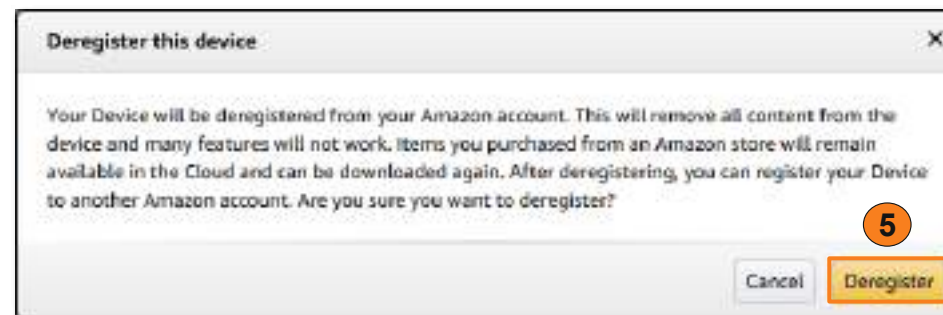 Deregister this device
×
Your Device will be deregistered from your Amazon account. This will remove all content from the
device and many features will not work. Items you purchased from an Amazon store will remain
available in the Cloud and can be downloaded again. After deregistering, you can register your Device
to another Amazon account. Are you sure you want to deregister?
5
Cancel Deregister